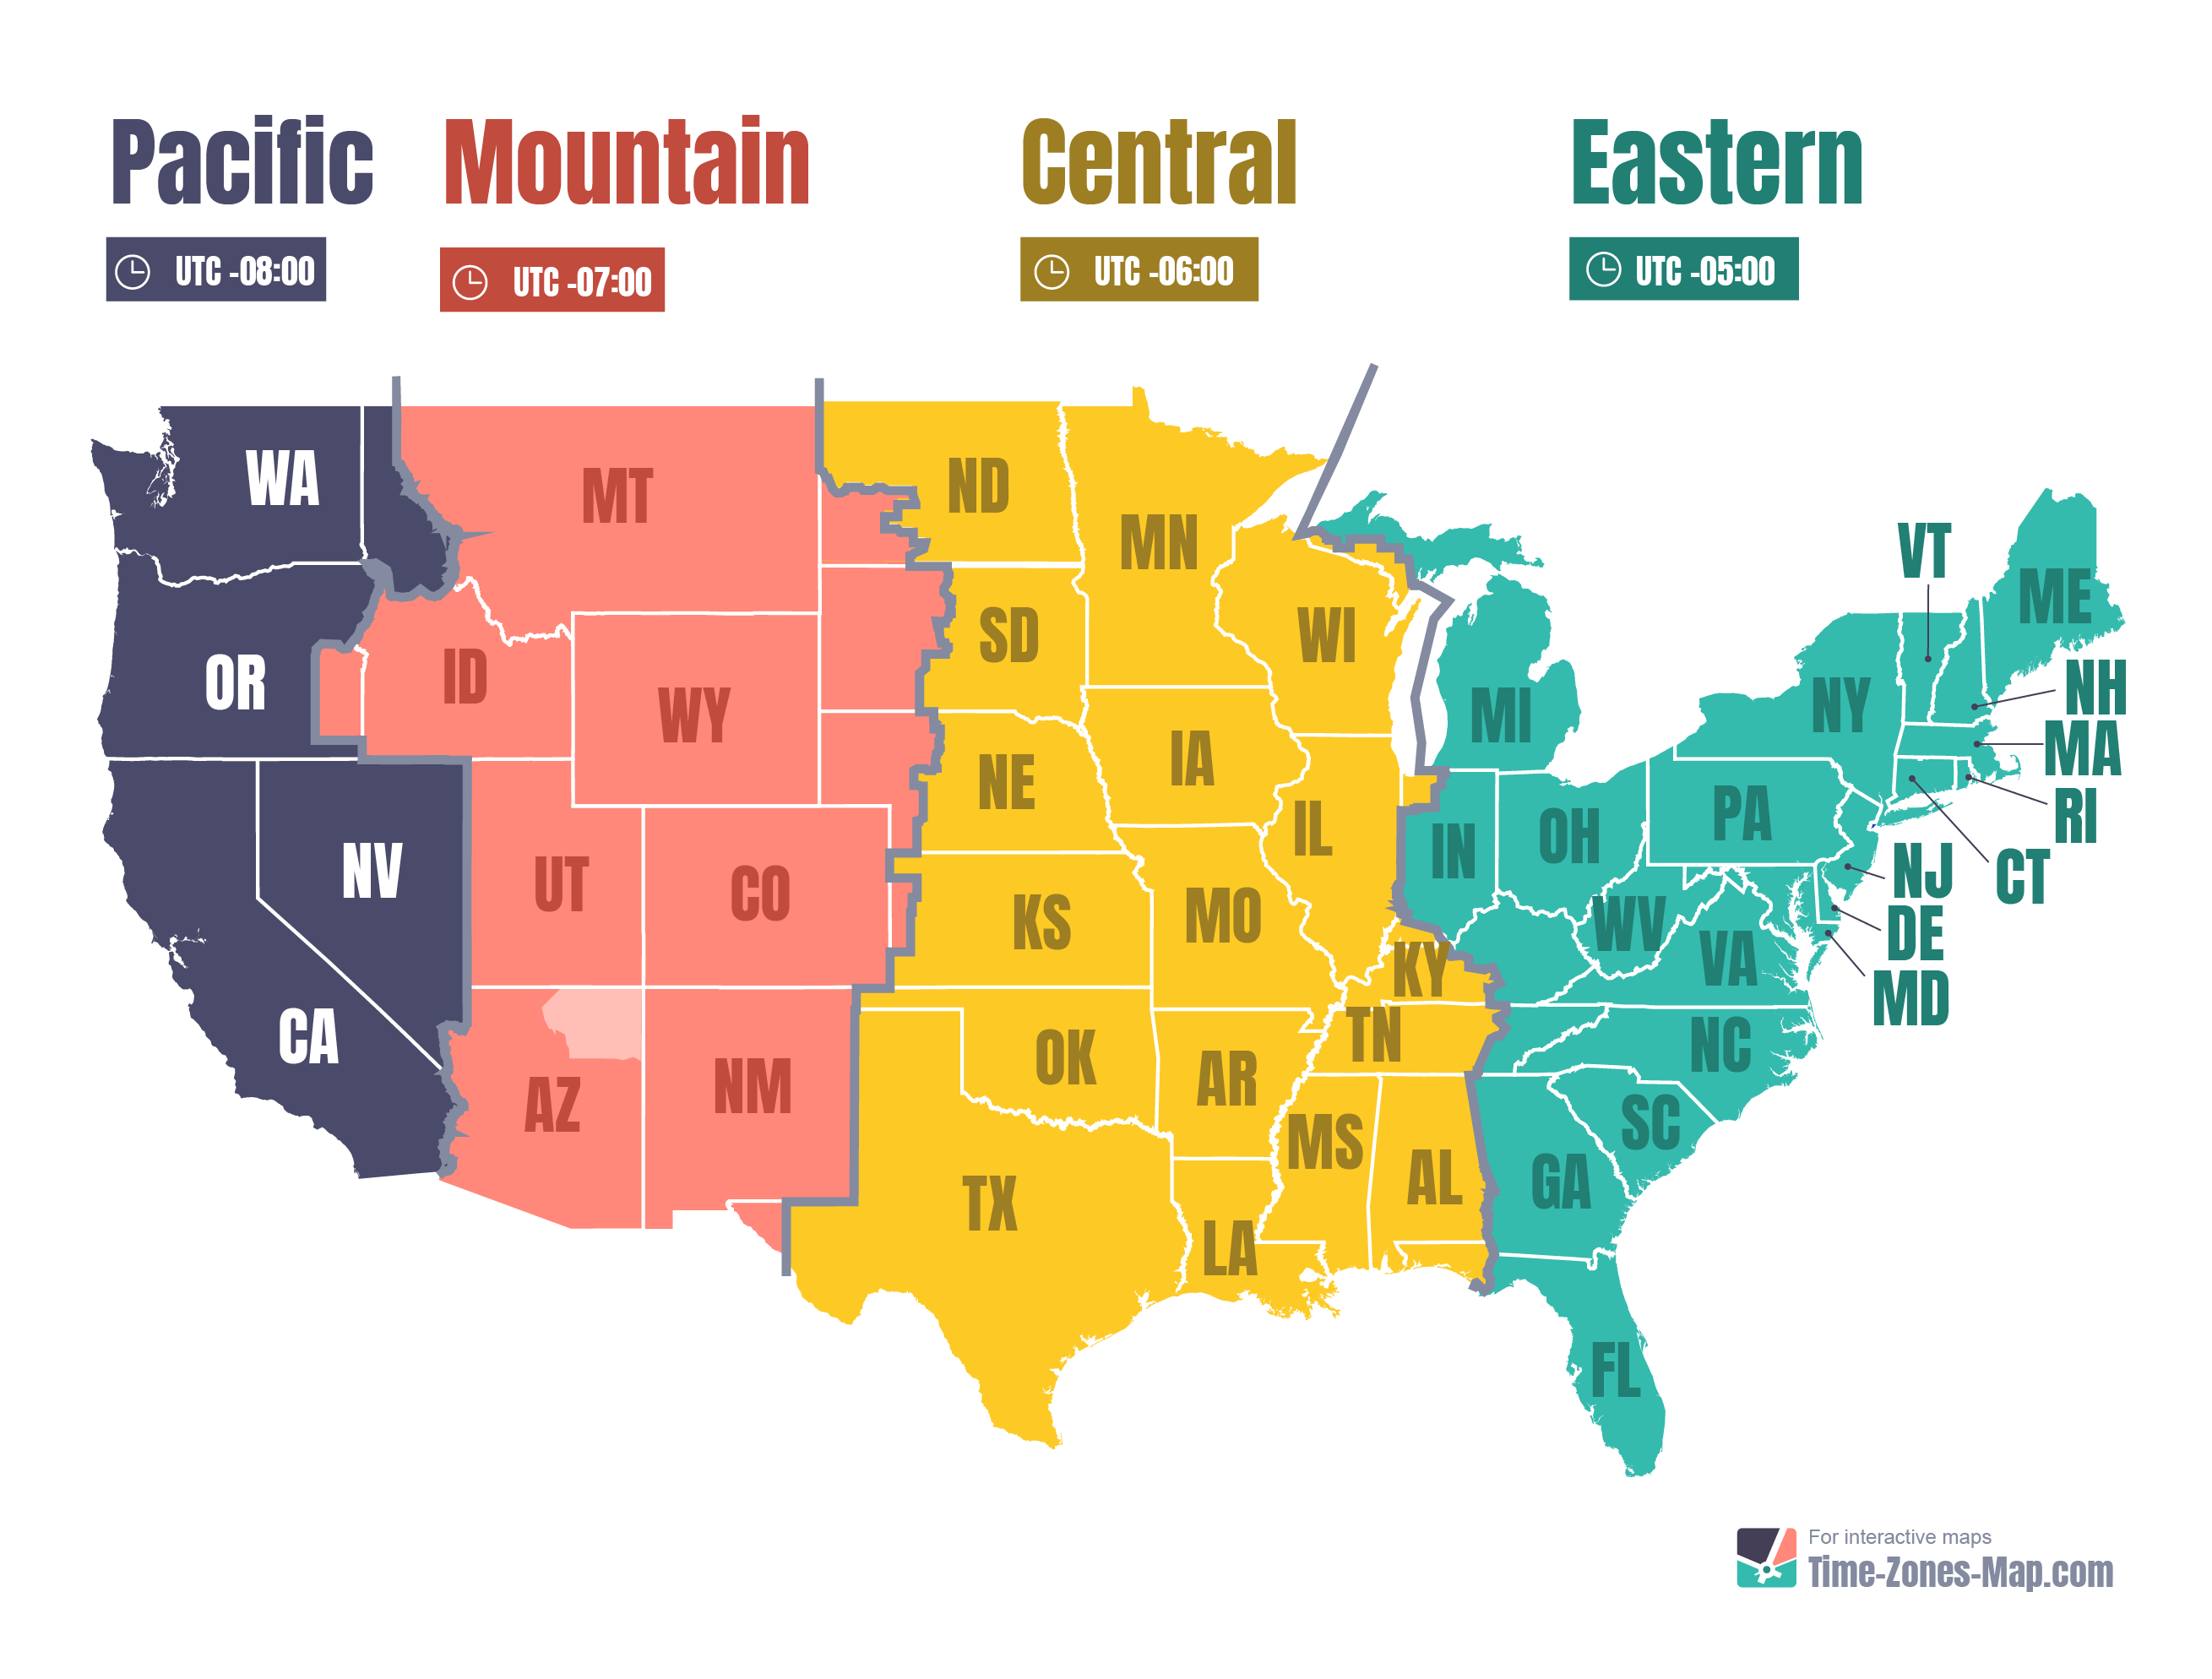 Pacific Mountain Central Eastern
UTC -08:00 UTC -07:00 UTC -06:00 UTC -05:00
WA
MT
ND
MN
VT
ME
OR
ID
SD
WI
NH
WY
MI
NY
MA
IA
NE
RI
NV
UT
CO
IL
IN
OH
PA
NJ
CT
KS
MO
WV
VA
DE
KY
MD
CA
TN
NC
AZ
NM
OK
AR
MS
SC
TX
AL
GA
LA
FL
For interactive maps
Time-Zones-Map.com